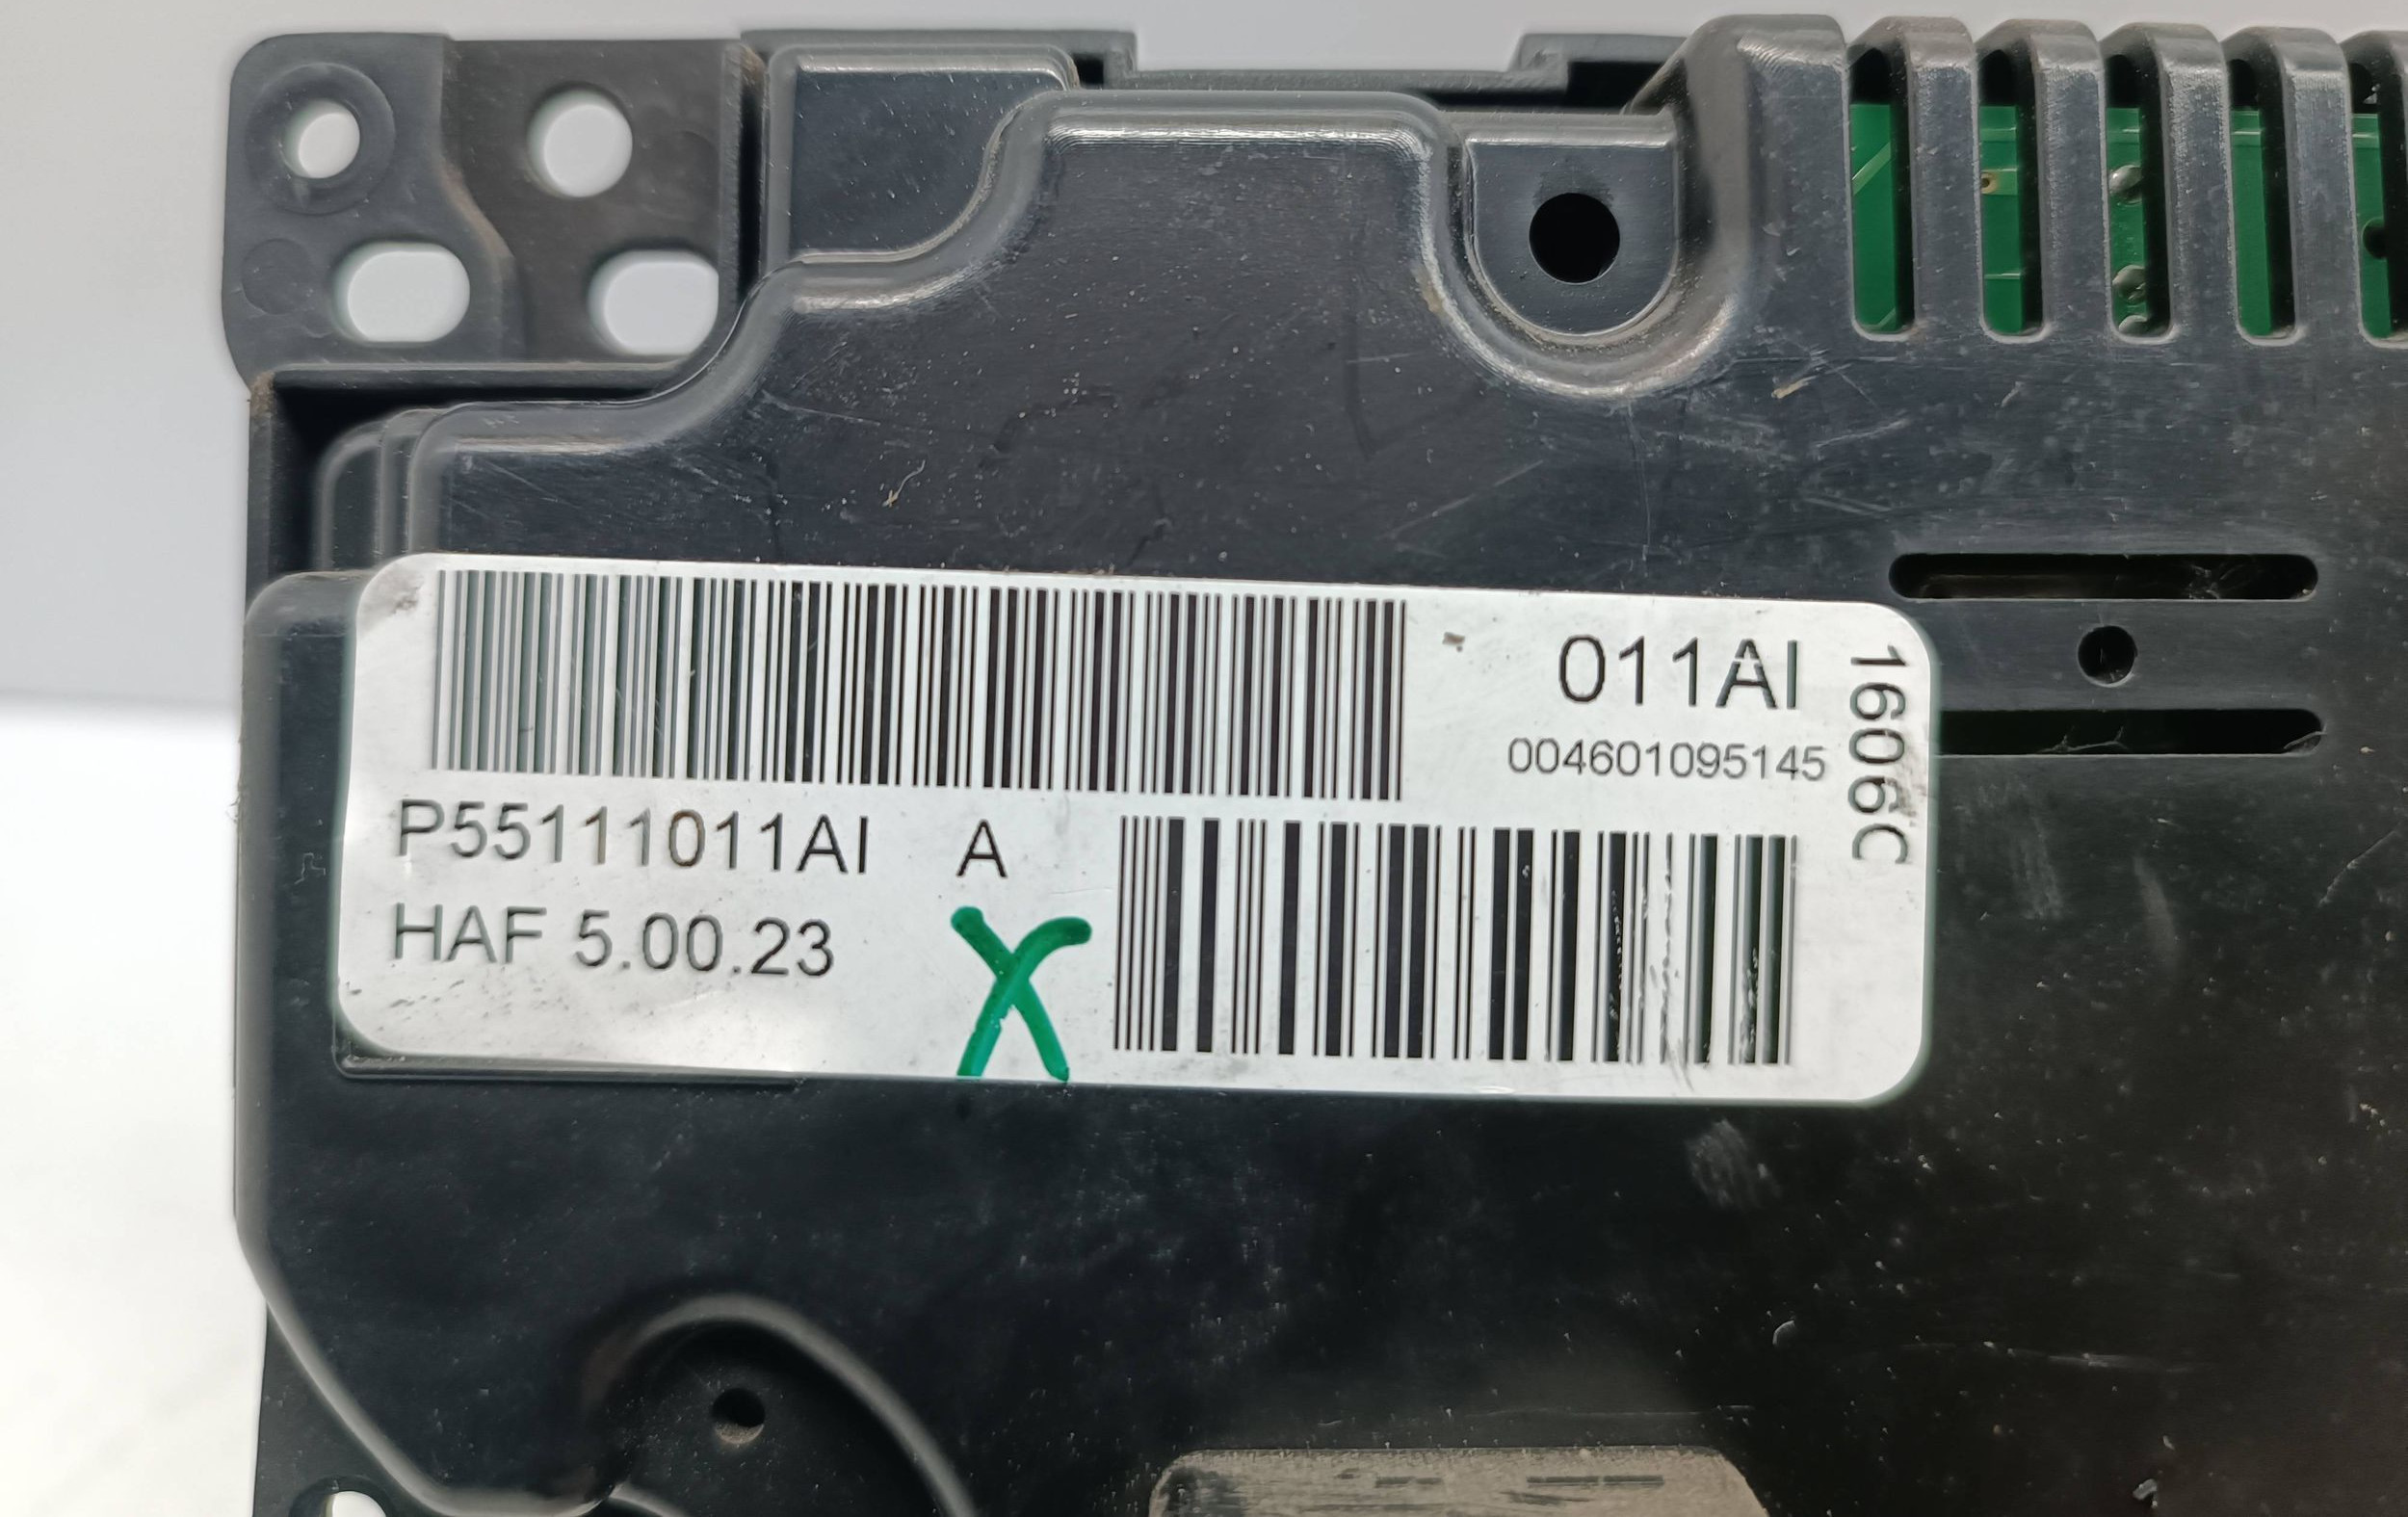 011AI
004601095145
1606C
P55111011AI A
HAF 5.00.23
X